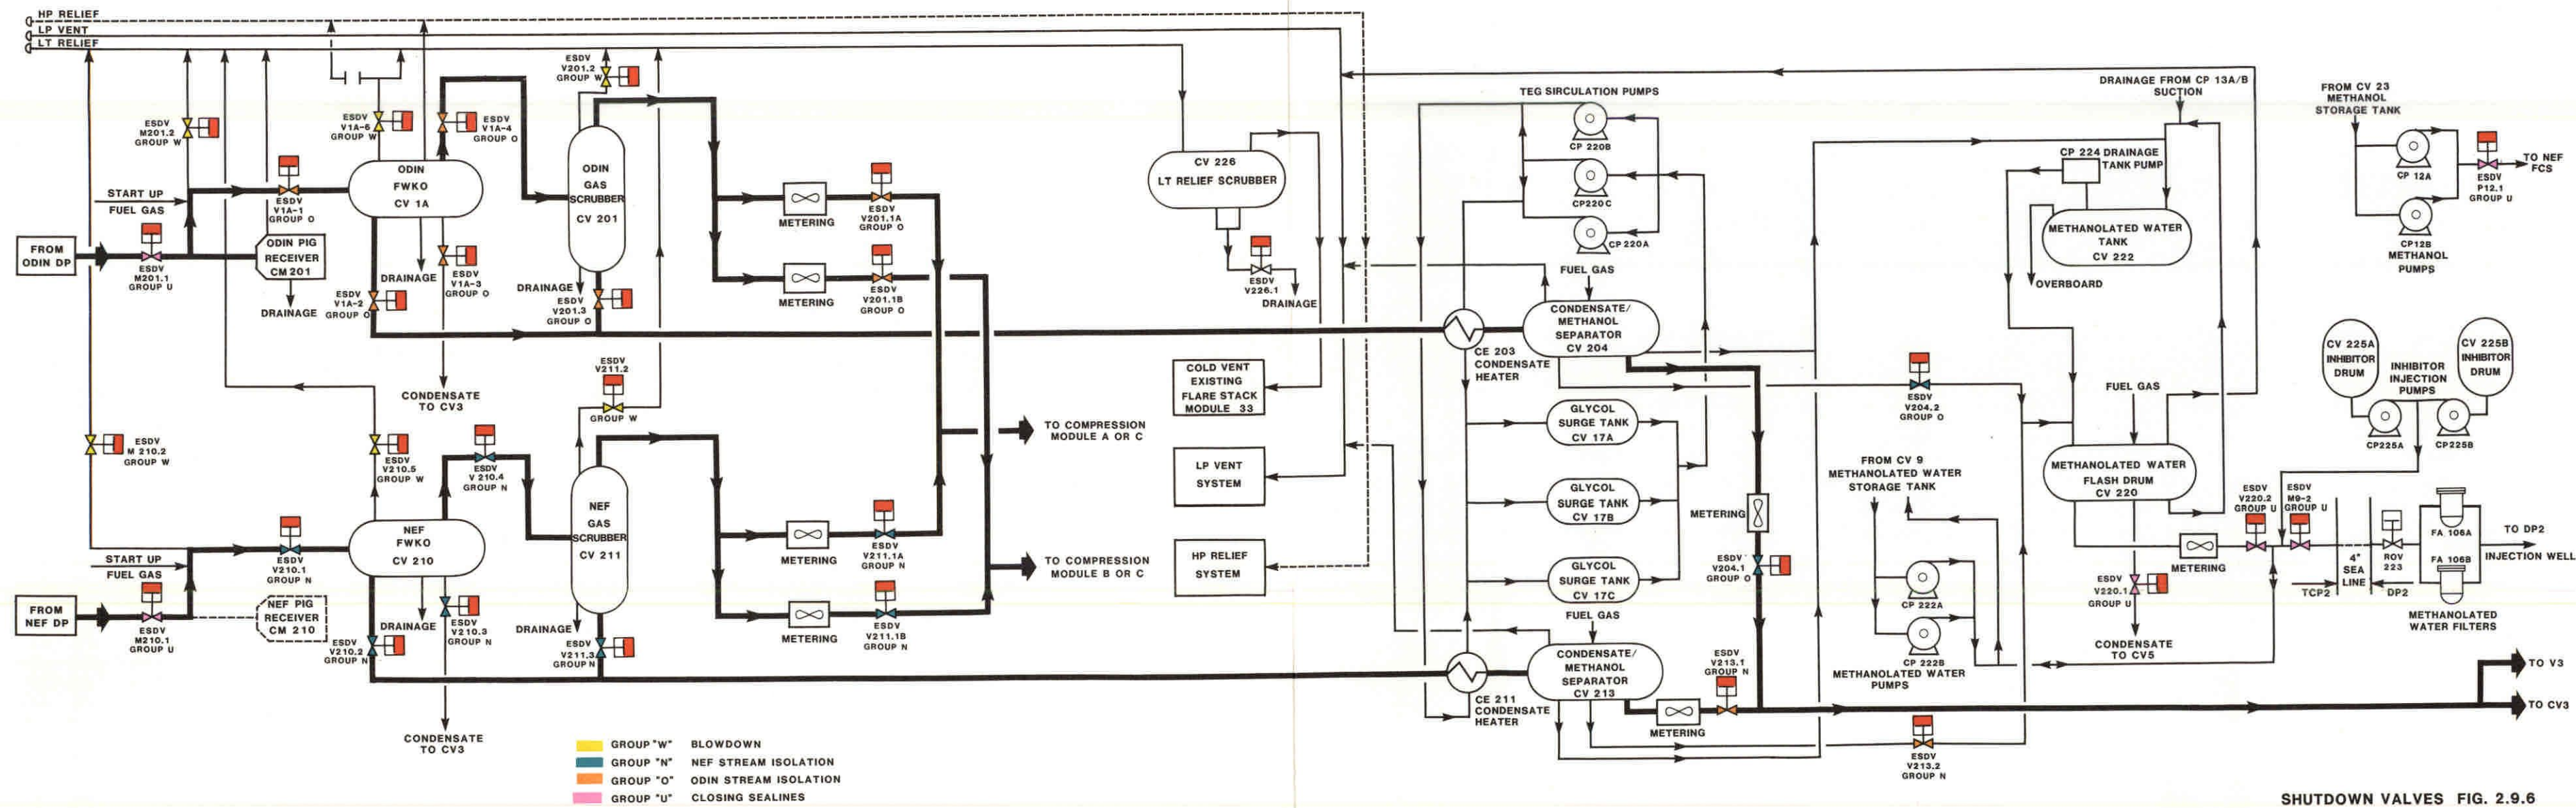 HP RELIEF
LP VENT
LT RELIEF
ESDV
M201.2
GROUP W
START UP
FUEL GAS
FROM
ODIN DP
ESDV
M201.1
GROUP U
ESDV
V1A-1
GROUP O
ODIN PIG
RECEIVER
CM 201
DRAINAGE
ESDV
V1A-6
GROUP W
ESDV
V1A-4
GROUP O
ODIN
FWKO
CV 1A
DRAINAGE
ESDV
V1A-3
GROUP O
ESDV
V1A-2
GROUP O
CONDENSATE
TO CV3
ESDV
V201.2
GROUP W
ODIN
GAS
SCRUBBER
CV 201
DRAINAGE
ESDV
V201.3
GROUP O
METERING
ESDV
V201.1A
GROUP O
METERING
ESDV
V201.1B
GROUP O
ESDV
V211.2
GROUP W
ESDV
M 210.2
GROUP W
ESDV
V210.5
GROUP W
ESDV
V 210.4
GROUP N
START UP
FUEL GAS
FROM
NEF DP
ESDV
M210.1
GROUP U
ESDV
V210.1
GROUP N
NEF PIG
RECEIVER
CM 210
NEF
FWKO
CV 210
DRAINAGE
ESDV
V210.3
GROUP N
ESDV
V210.2
GROUP N
CONDENSATE
TO CV3
NEF
GAS
SCRUBBER
CV 211
DRAINAGE
ESDV
V211.3
GROUP N
METERING
ESDV
V211.1A
GROUP N
METERING
ESDV
V211.1B
GROUP N
TO COMPRESSION
MODULE A OR C
TO COMPRESSION
MODULE B OR C
CV 226
LT RELIEF SCRUBBER
ESDV
V226.1
DRAINAGE
COLD VENT
EXISTING
FLARE STACK
MODULE 33
LP VENT
SYSTEM
HP RELIEF
SYSTEM
TEG SIRCULATION PUMPS
CP 220B
CP220C
CP220A
FUEL GAS
CONDENSATE/
METHANOL
SEPARATOR
CV 204
CE 203
CONDENSATE
HEATER
GLYCOL
SURGE TANK
CV 17A
GLYCOL
SURGE TANK
CV 17B
GLYCOL
SURGE TANK
CV 17C
FUEL GAS
CONDENSATE/
METHANOL
SEPARATOR
CV 213
CE 211
CONDENSATE
HEATER
METERING
ESDV
V204.1
GROUP O
ESDV
V213.1
GROUP N
METERING
DRAINAGE FROM CP 13A/B
SUCTION
CP 224 DRAINAGE
TANK PUMP
METHANOLATED WATER
TANK
CV 222
OVERBOARD
ESDV
V204.2
GROUP O
FROM CV 9
METHANOLATED WATER
STORAGE TANK
CP 222A
CP 222B
METHANOLATED WATER
PUMPS
ESDV
V213.2
GROUP N
FUEL GAS
METHANOLATED WATER
FLASH DRUM
CV 220
METERING
ESDV
V220.1
GROUP U
CONDENSATE
TO CV5
ESDV
V220.2
GROUP U
ESDV
M9-2
GROUP U
FROM CV 23
METHANOL
STORAGE TANK
CP 12A
CP12B
METHANOL
PUMPS
ESDV
P12.1
GROUP U
TO NEF
FCS
CV 225A
INHIBITOR
DRUM
CV 225B
INHIBITOR
DRUM
INHIBITOR
INJECTION
PUMPS
CP225A
CP225B
4"
SEA
LINE
TCP2
DP2
ROV
223
FA 106A
FA 106B
METHANOLATED
WATER FILTERS
TO DP2
INJECTION WELL
TO V3
TO CV3
GROUP "W" BLOWDOWN
GROUP "N" NEF STREAM ISOLATION
GROUP "O" ODIN STREAM ISOLATION
GROUP "U" CLOSING SEALINES
SHUTDOWN VALVES FIG. 2.9.6